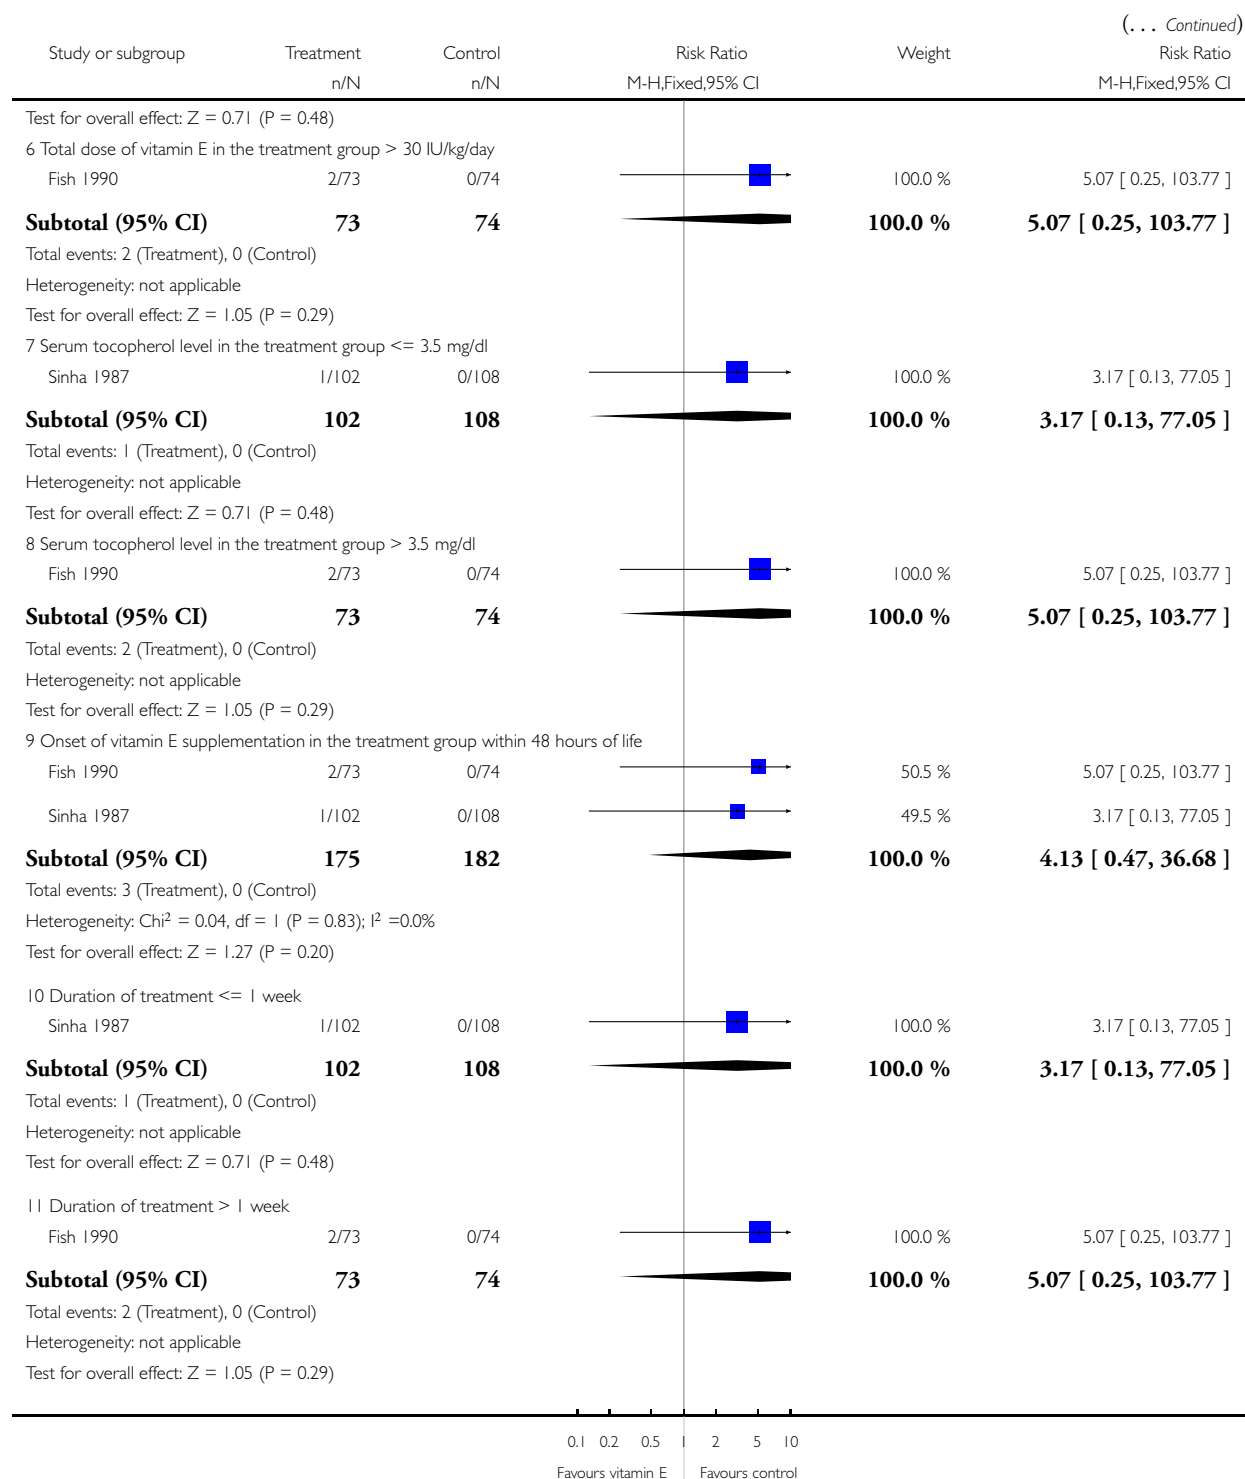 (... Continued)
Study or subgroup Treatment Control Risk Ratio Weight Risk Ratio
n/N n/N M-H,Fixed,95% CI M-H,Fixed,95% CI
Test for overall effect: Z = 0.71 (P = 0.48)
6 Total dose of vitamin E in the treatment group > 30 IU/kg/day
Fish 1990 2/73 0/74 100.0 % 5.07 [ 0.25, 103.77 ]
Subtotal (95% CI) 73 74 100.0 % 5.07 [ 0.25, 103.77 ]
Total events: 2 (Treatment), 0 (Control)
Heterogeneity: not applicable
Test for overall effect: Z = 1.05 (P = 0.29)
7 Serum tocopherol level in the treatment group <= 3.5 mg/dl
Sinha 1987 1/102 0/108 100.0 % 3.17 [ 0.13, 77.05 ]
Subtotal (95% CI) 102 108 100.0 % 3.17 [ 0.13, 77.05 ]
Total events: 1 (Treatment), 0 (Control)
Heterogeneity: not applicable
Test for overall effect: Z = 0.71 (P = 0.48)
8 Serum tocopherol level in the treatment group > 3.5 mg/dl
Fish 1990 2/73 0/74 100.0 % 5.07 [ 0.25, 103.77 ]
Subtotal (95% CI) 73 74 100.0 % 5.07 [ 0.25, 103.77 ]
Total events: 2 (Treatment), 0 (Control)
Heterogeneity: not applicable
Test for overall effect: Z = 1.05 (P = 0.29)
9 Onset of vitamin E supplementation in the treatment group within 48 hours of life
Fish 1990 2/73 0/74 50.5 % 5.07 [ 0.25, 103.77 ]
Sinha 1987 1/102 0/108 49.5 % 3.17 [ 0.13, 77.05 ]
Subtotal (95% CI) 175 182 100.0 % 4.13 [ 0.47, 36.68 ]
Total events: 3 (Treatment), 0 (Control)
Heterogeneity: Chi² = 0.04, df = 1 (P = 0.83); I² =0.0%
Test for overall effect: Z = 1.27 (P = 0.20)
10 Duration of treatment <= 1 week
Sinha 1987 1/102 0/108 100.0 % 3.17 [ 0.13, 77.05 ]
Subtotal (95% CI) 102 108 100.0 % 3.17 [ 0.13, 77.05 ]
Total events: 1 (Treatment), 0 (Control)
Heterogeneity: not applicable
Test for overall effect: Z = 0.71 (P = 0.48)
11 Duration of treatment > 1 week
Fish 1990 2/73 0/74 100.0 % 5.07 [ 0.25, 103.77 ]
Subtotal (95% CI) 73 74 100.0 % 5.07 [ 0.25, 103.77 ]
Total events: 2 (Treatment), 0 (Control)
Heterogeneity: not applicable
Test for overall effect: Z = 1.05 (P = 0.29)
0.1 0.2 0.5 1 2 5 10
Favours vitamin E Favours control